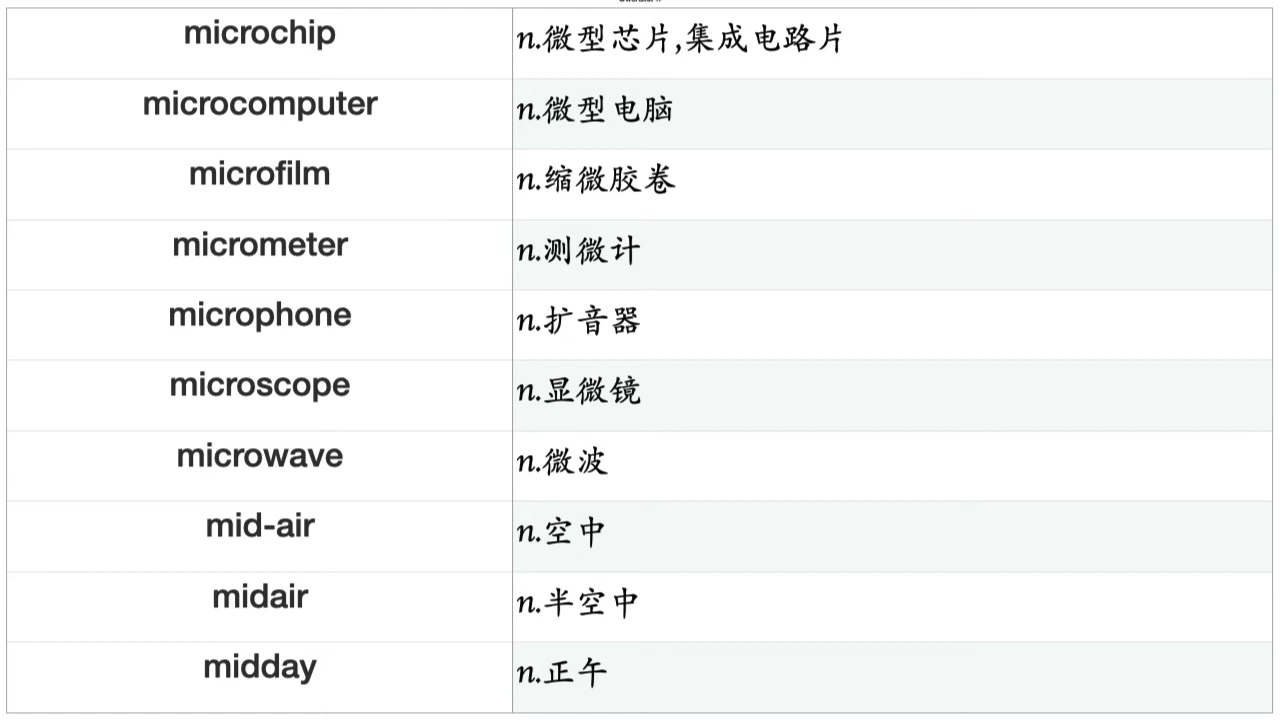 microchip n.微型芯片,集成电路片
microcomputer n.微型电脑
microfilm n.缩微胶卷
micrometer n.测微计
microphone n.扩音器
microscope n.显微镜
microwave n.微波
mid-air n.空中
midair n.半空中
midday n.正午